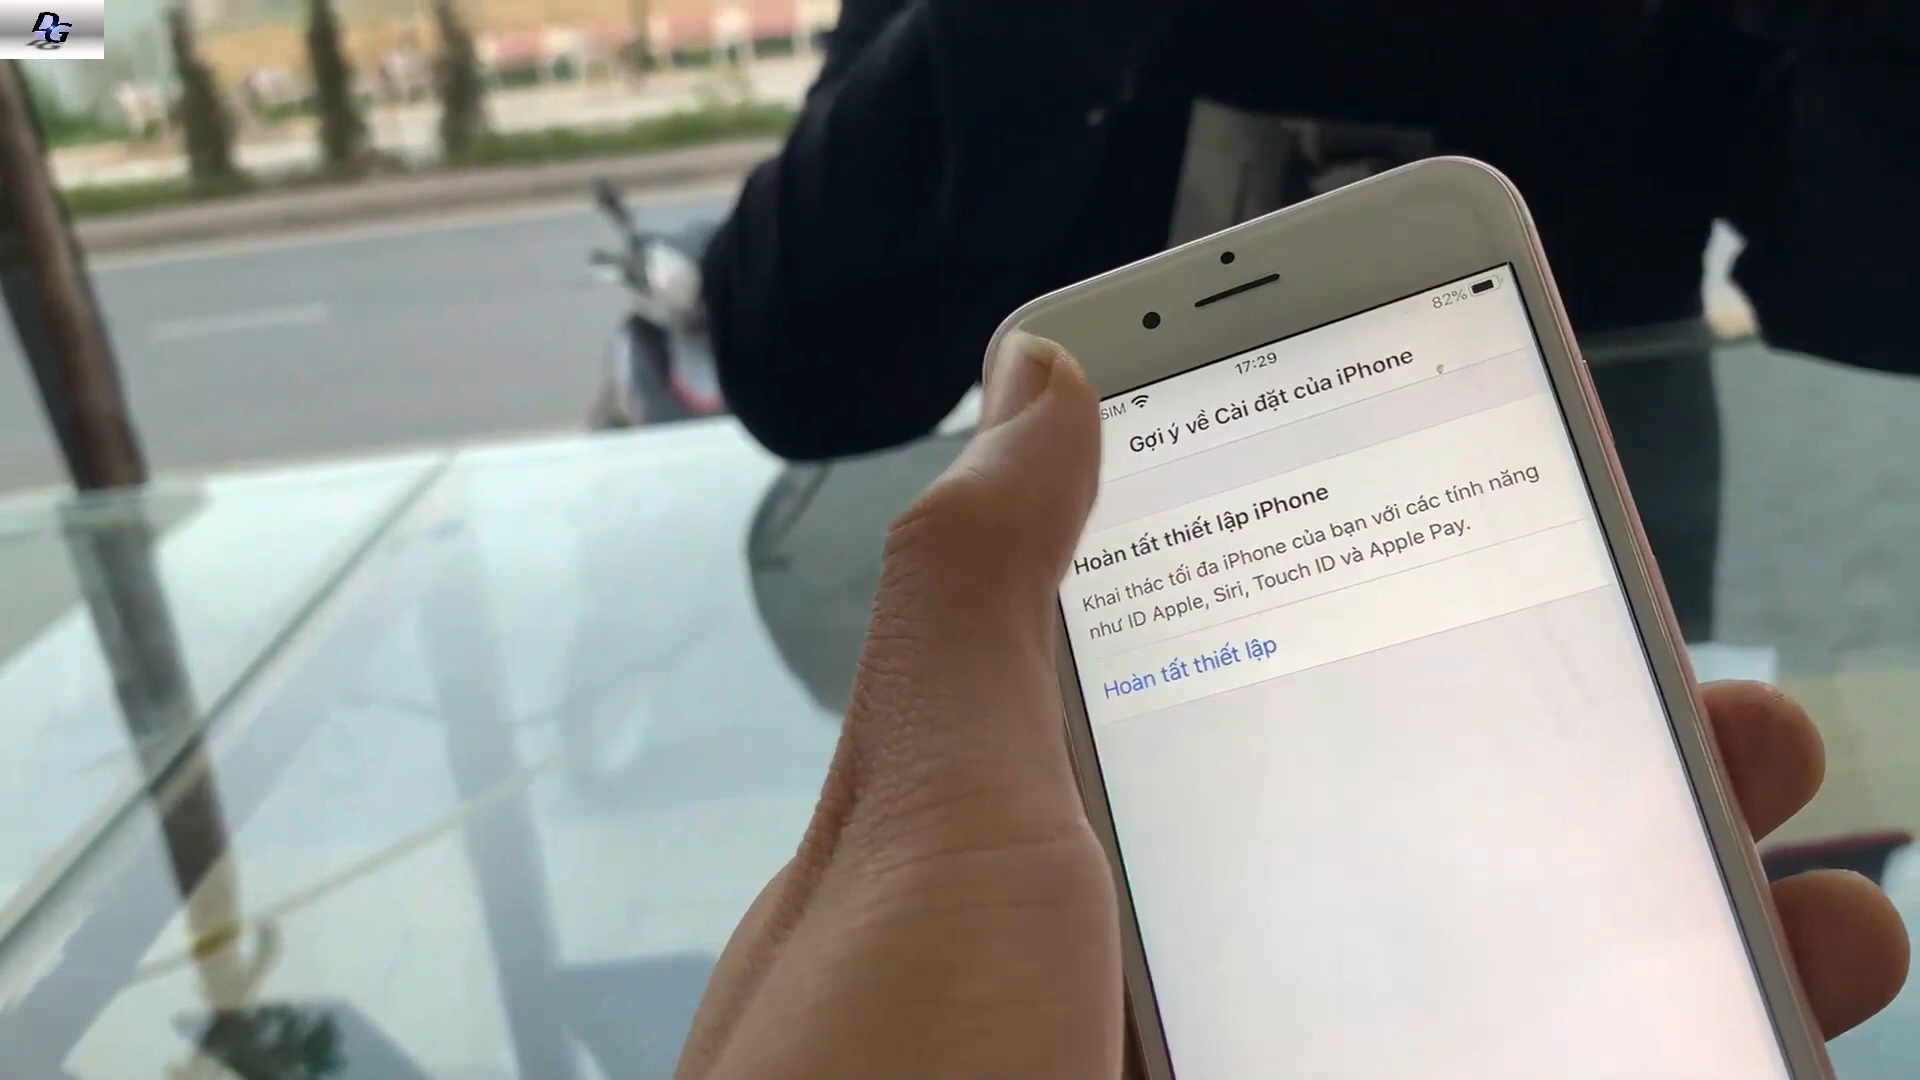 DG
82%
17:29
SIM
Gợi ý về Cài đặt của iPhone
Hoàn tất thiết lập iPhone
Khai thác tối đa iPhone của bạn với các tính năng
như ID Apple, Siri, Touch ID và Apple Pay.
Hoàn tất thiết lập